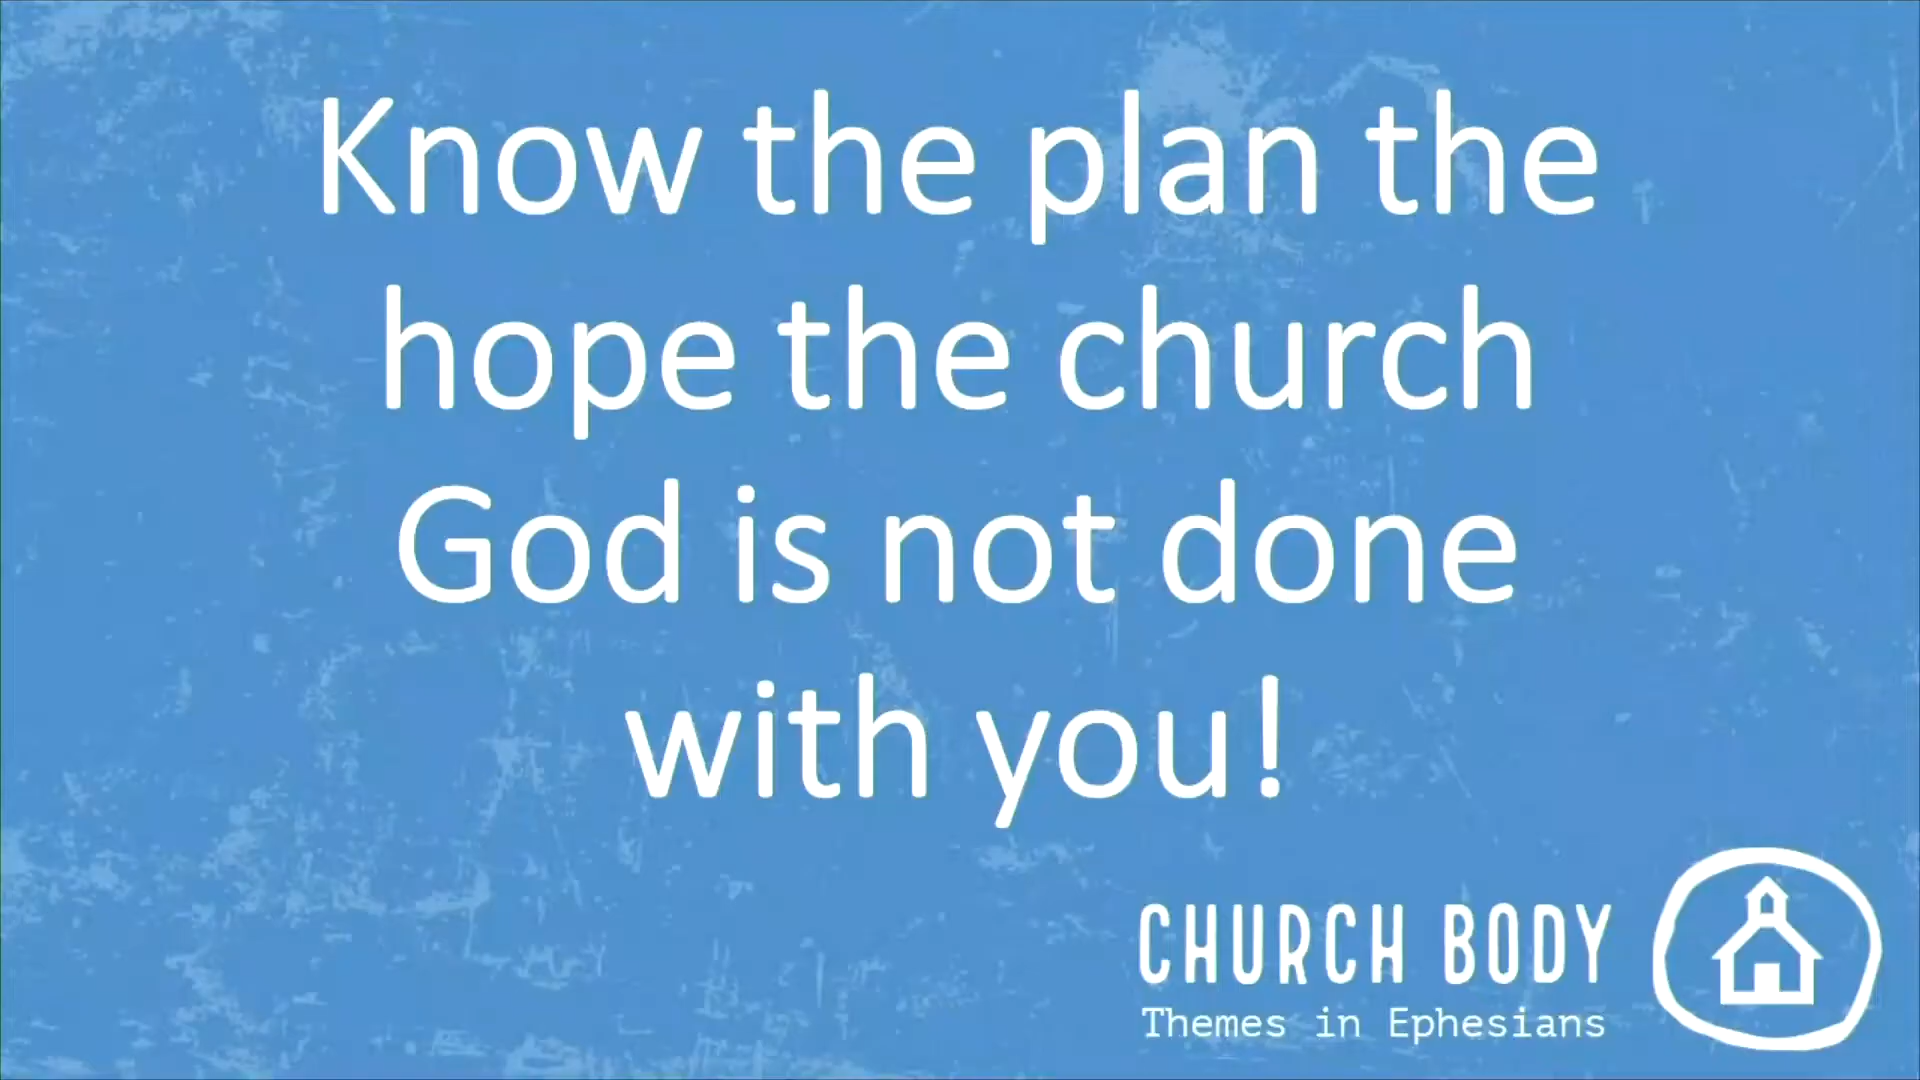 Know the plan the
hope the church
God is not done
with you!
CHURCH BODY
Themes in Ephesians